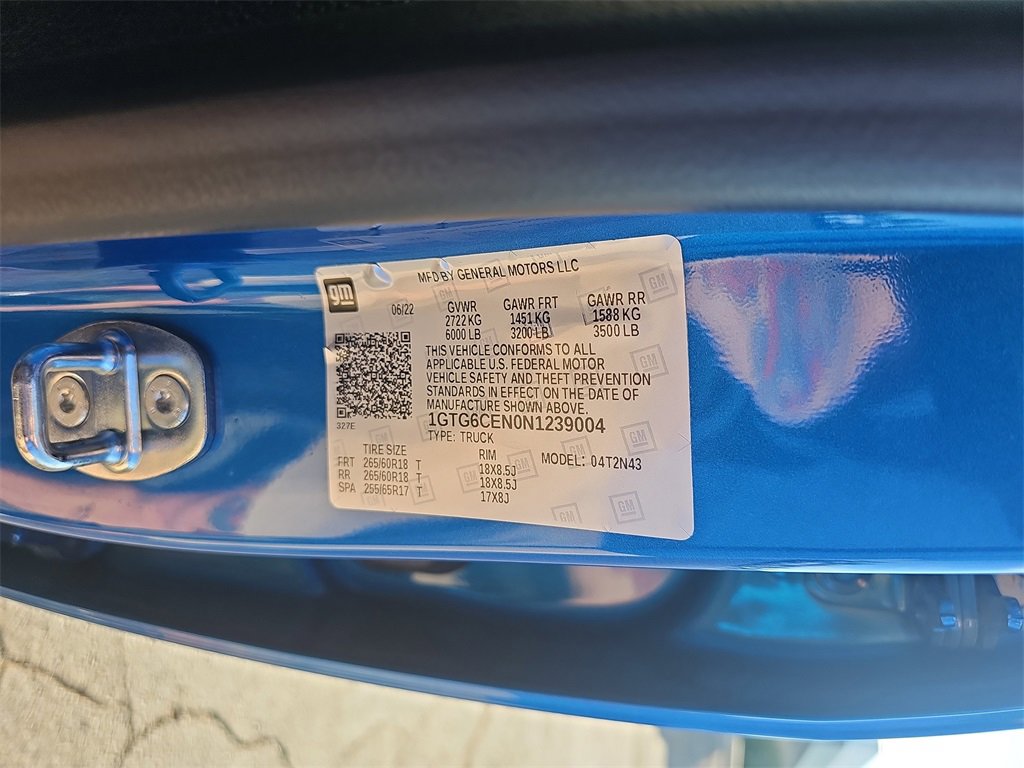 gm
MFD BY GENERAL MOTORS LLC
06/22 GVWR GAWR FRT GAWR RR
2722 KG 1451 KG 1588 KG
6000 LB 3200 LB 3500 LB
THIS VEHICLE CONFORMS TO ALL
APPLICABLE U.S. FEDERAL MOTOR
VEHICLE SAFETY AND THEFT PREVENTION
STANDARDS IN EFFECT ON THE DATE OF
MANUFACTURE SHOWN ABOVE.
327E
1GTG6CEN0N1239004
TYPE: TRUCK
TIRE SIZE RIM MODEL: 04T2N43
FRT 265/60R18 T 18X8.5J
RR 265/60R18 T 18X8.5J
SPA 255/65R17 T 17X8J